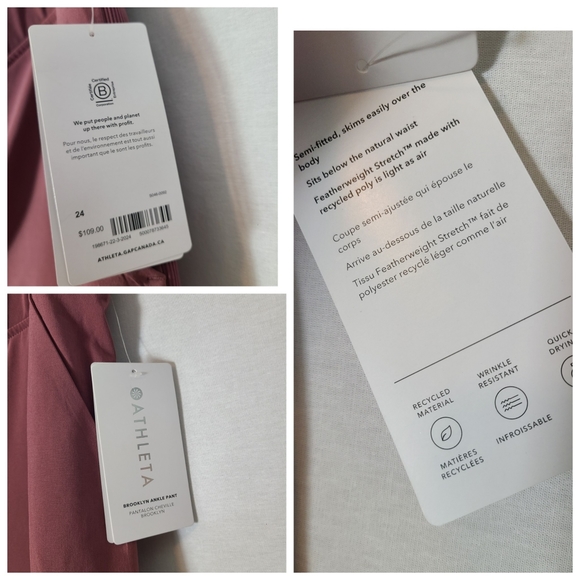 Certified
B
Corporation
We put people and planet
up there with profit.
Pour nous, le respect des travailleurs
et de l'environnement est tout aussi
important que le sont les profits.
24
$109.00
ATHLETA.GAPCANADA.CA
ATHLETA
BROOKLYN ANKLE PANT
PANTALON CHEVILLE
BROOKLYN
Semi-fitted, skims easily over the
body
Sits below the natural waist
Featherweight Stretch™ made with
recycled poly is light as air
Coupe semi-ajustée qui épouse le
corps
Arrive au-dessous de la taille naturelle
Tissu Featherweight Stretch™ fait de
polyester recyclé léger comme l'air
RECYCLED
MATERIAL
MATIÈRES
RECYCLÉES
WRINKLE
RESISTANT
INFROISSABLE
QUICK
DRYIN